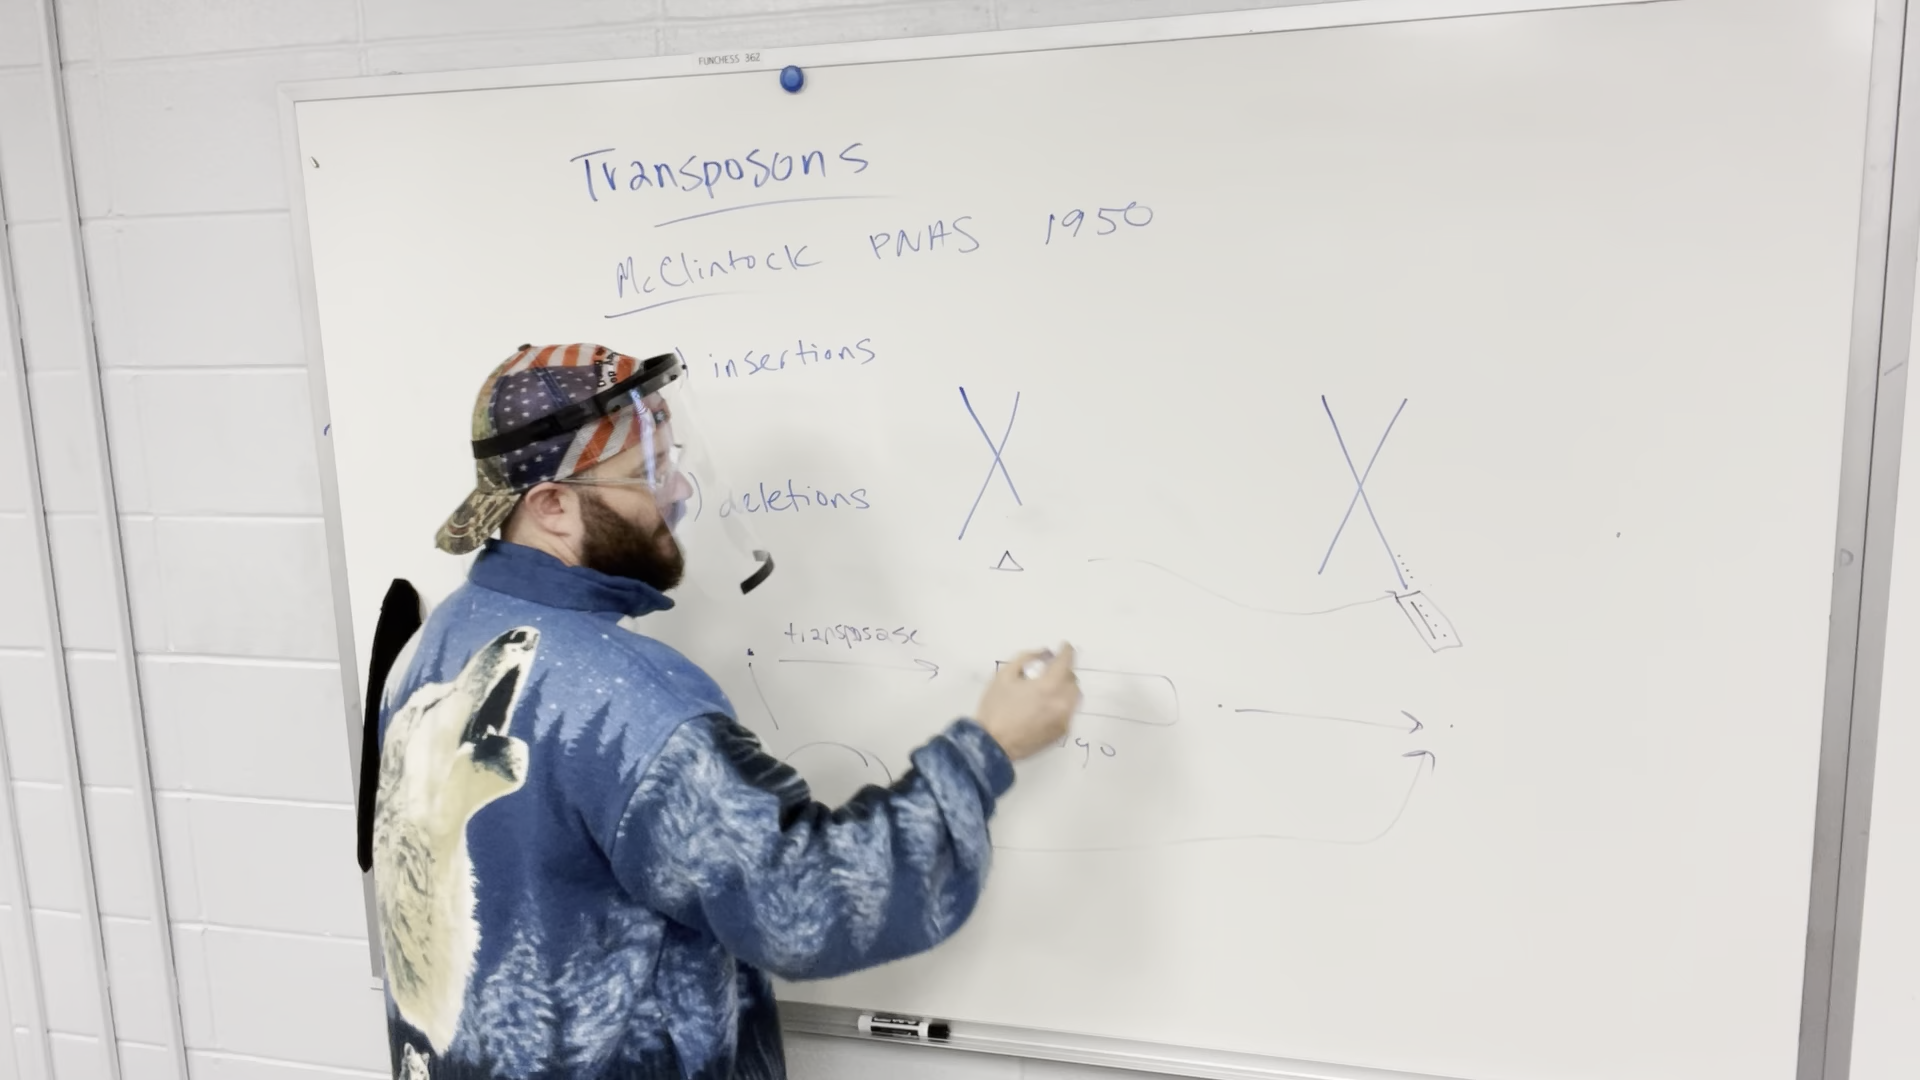 FUNCHESS 362
Transposons
McClintock PNAS 1950
) insertions
) deletions
Δ
transposase